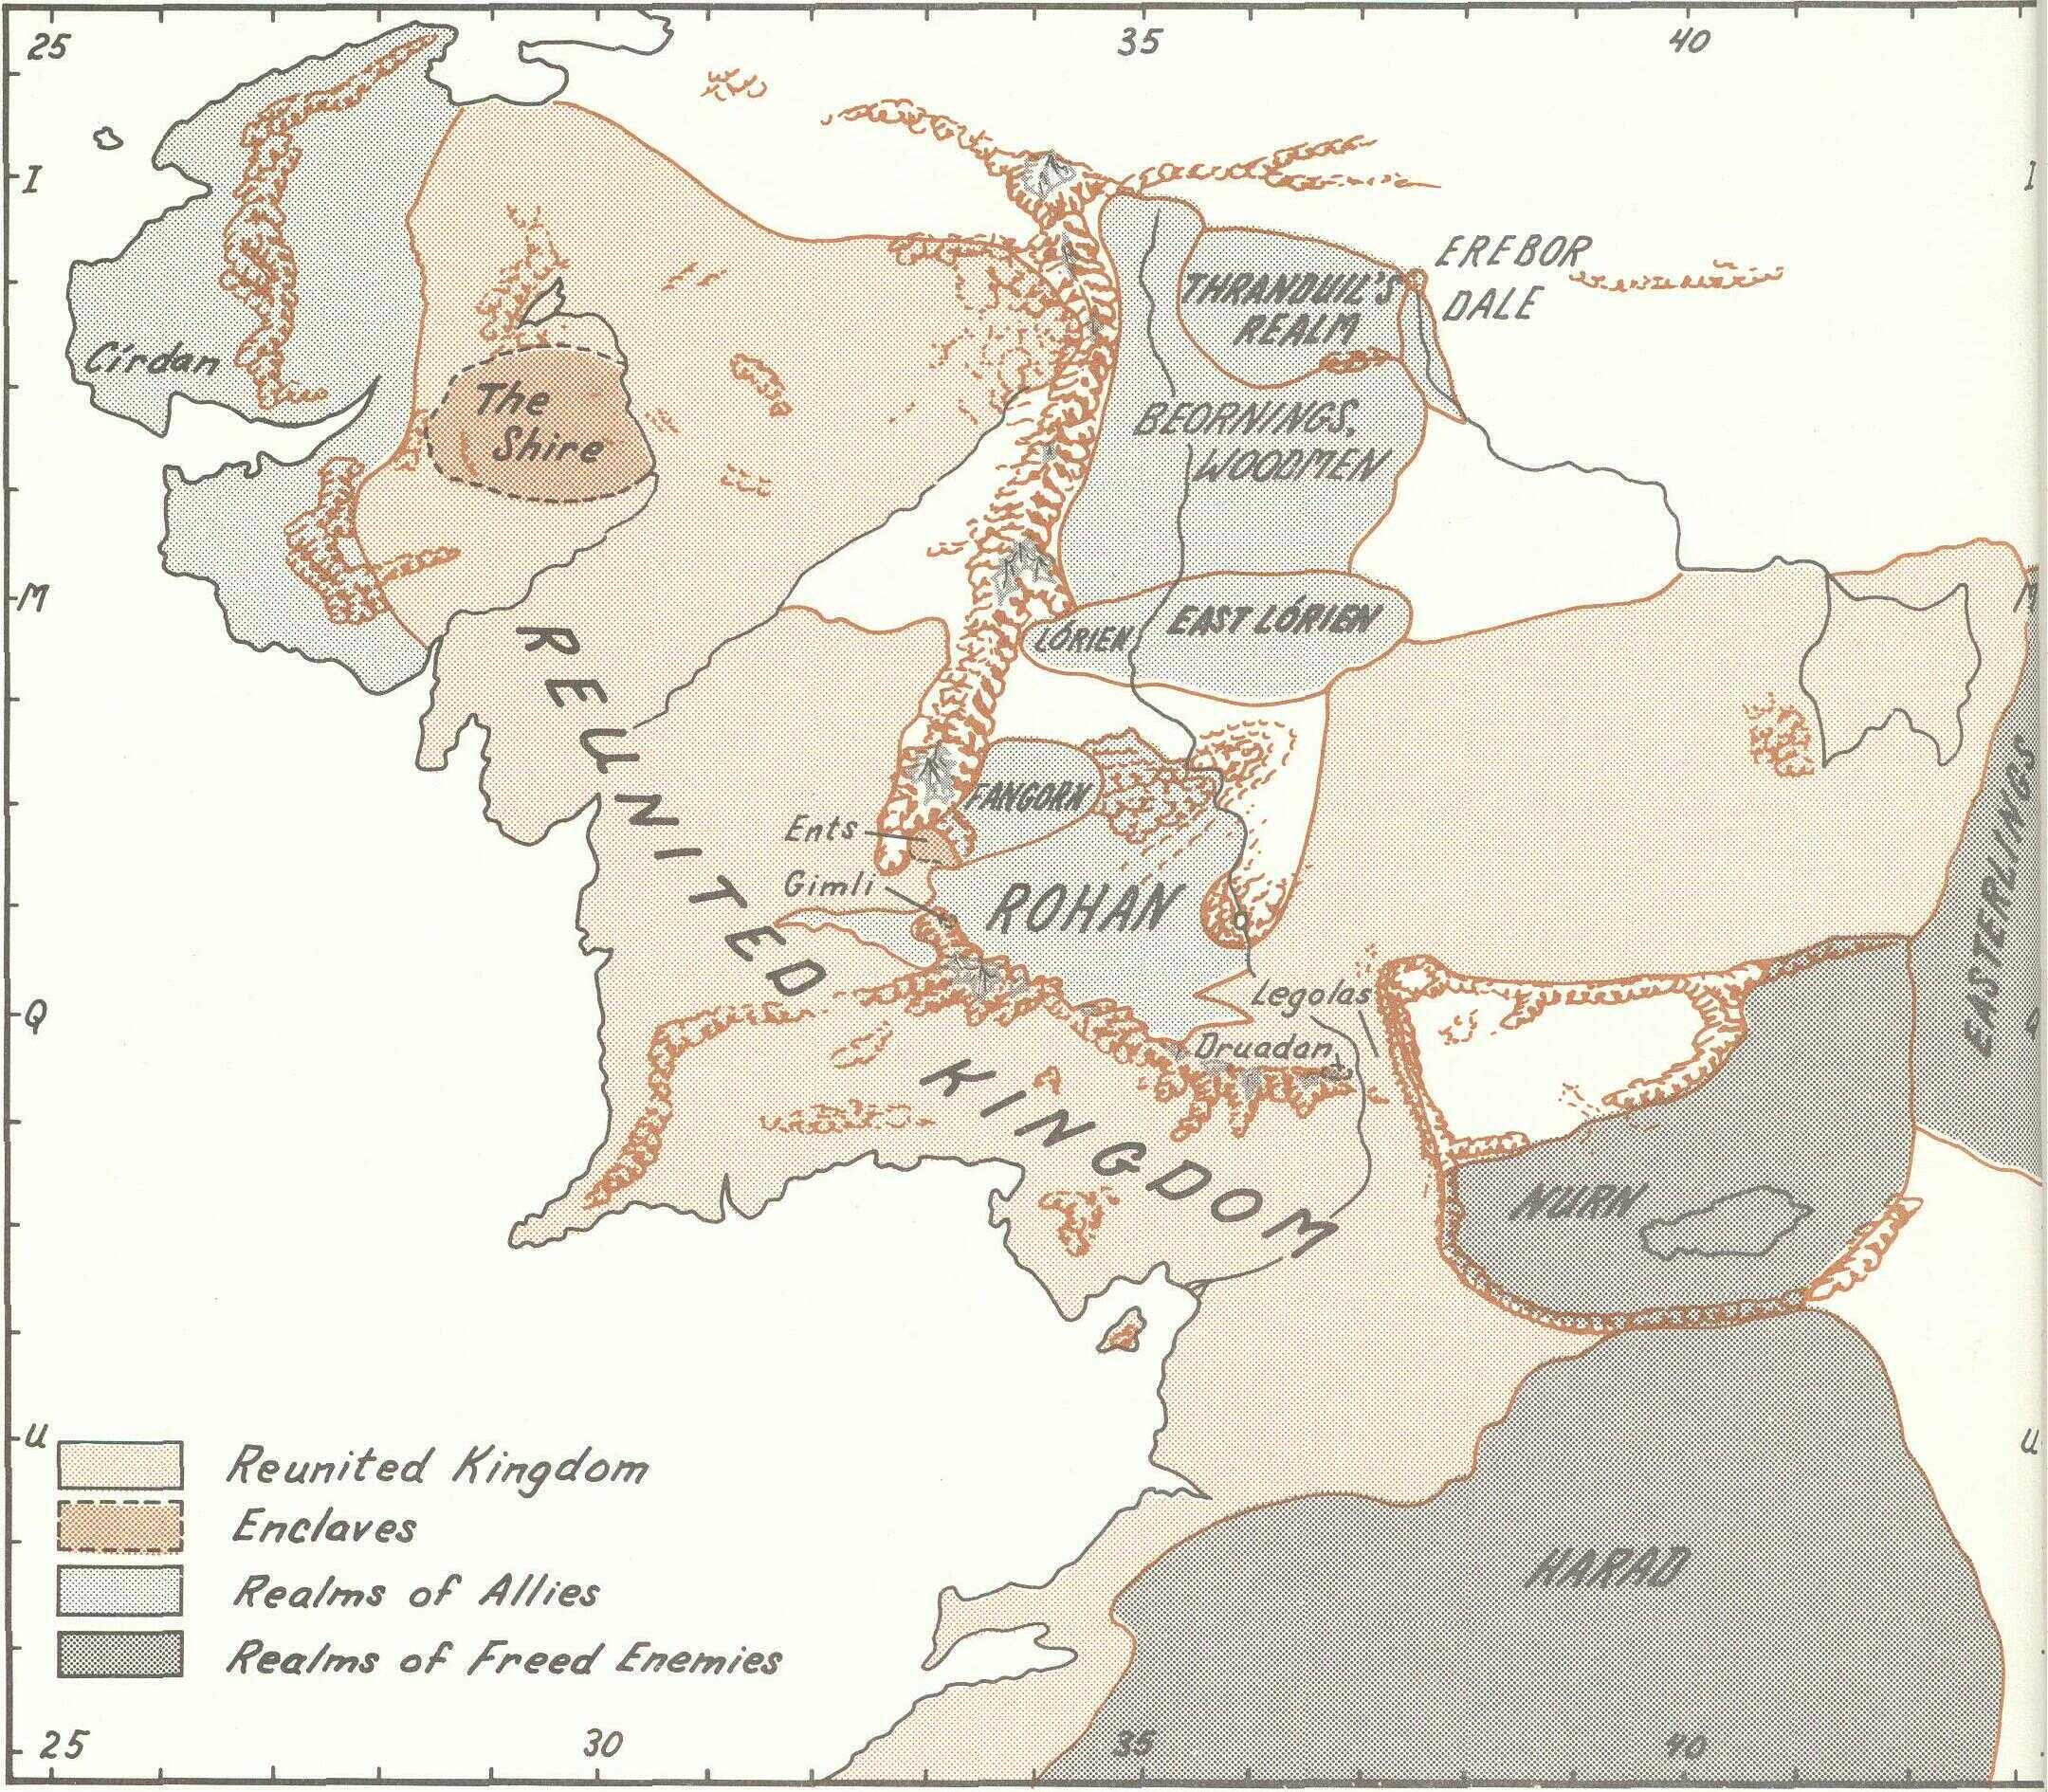 25
35
40
I
I
EREBOR
DALE
THRANDUIL'S
REALM
Círdan
The
Shire
BEORNINGS,
WOODMEN
M
M
LÓRIEN
EAST LÓRIEN
REUNITED
FANGORN
Ents
Gimli
ROHAN
EASTERLINGS
Legolas
Q
Q
Druadan
KINGDOM
NURN
U
U
Reunited Kingdom
Enclaves
Realms of Allies
Realms of Freed Enemies
HARAD
25
30
35
40